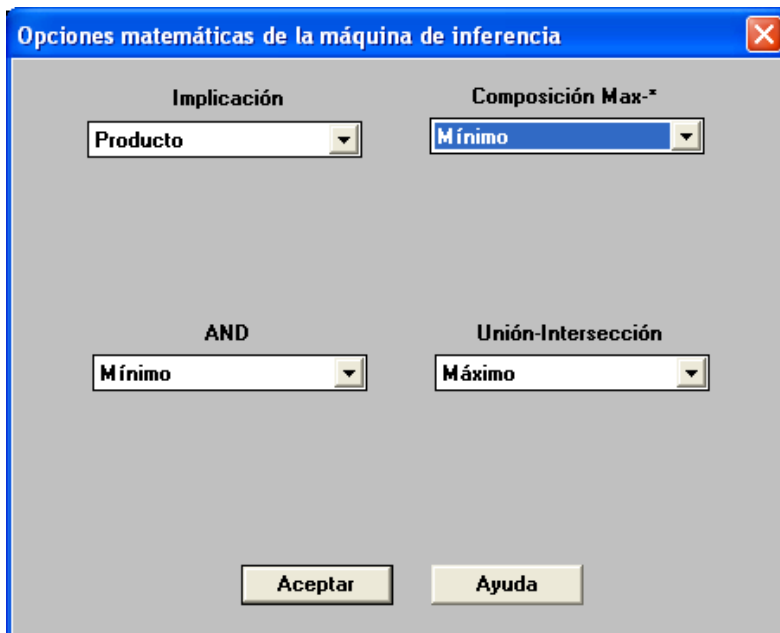 Opciones matemáticas de la máquina de inferencia
Implicación
Composición Max-*
Producto
Mínimo
AND
Unión-Intersección
Mínimo
Máximo
Aceptar
Ayuda